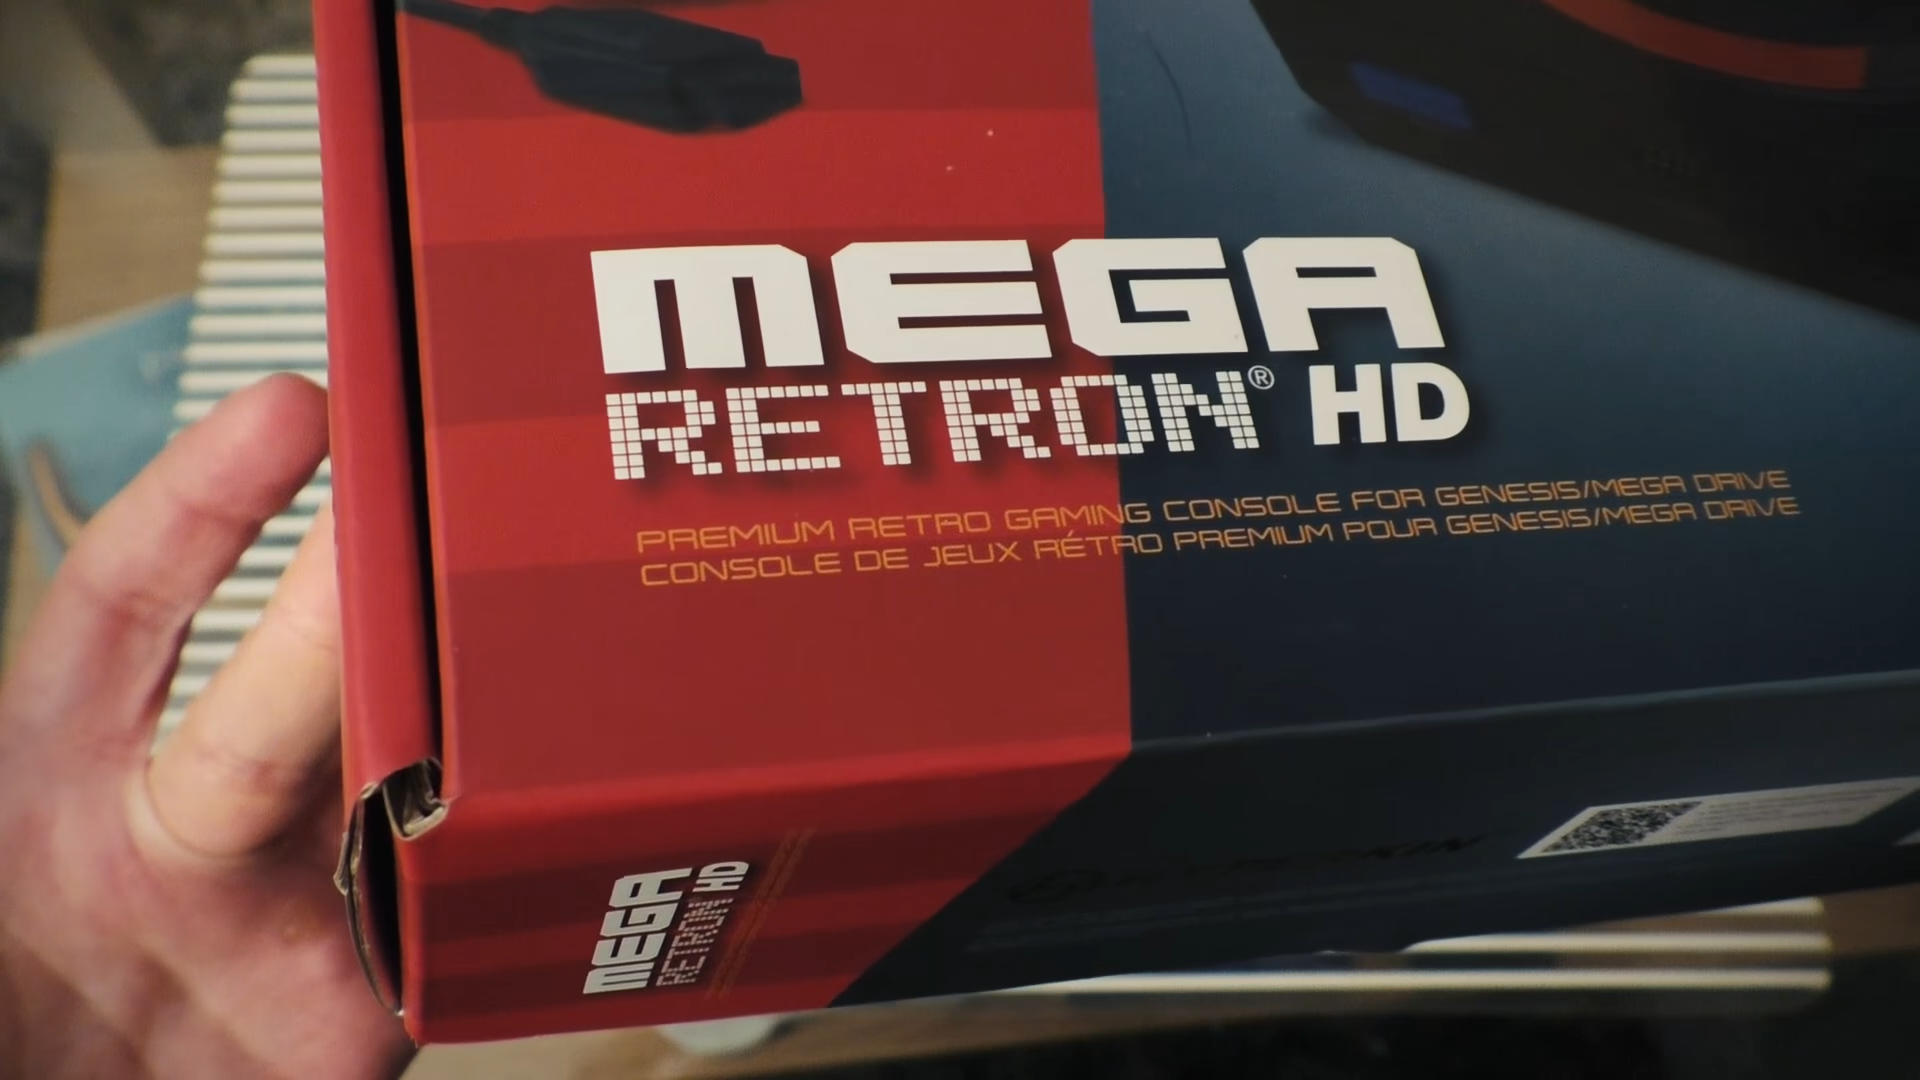 MEGA
RETRON® HD
PREMIUM RETRO GAMING CONSOLE FOR GENESIS/MEGA DRIVE
CONSOLE DE JEUX RÉTRO PREMIUM POUR GENESIS/MEGA DRIVE
MEGA
RETRON HD